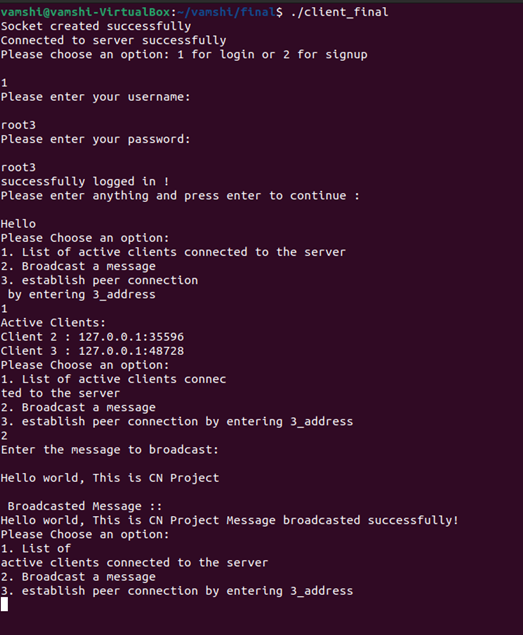 vamshi@vamshi-VirtualBox:~/vamshi/final$ ./client_final
Socket created successfully
Connected to server successfully
Please choose an option: 1 for login or 2 for signup
1
Please enter your username:
root3
Please enter your password:
root3
successfully logged in !
Please enter anything and press enter to continue :
Hello
Please Choose an option:
1. List of active clients connected to the server
2. Broadcast a message
3. establish peer connection
 by entering 3_address
1
Active Clients:
Client 2 : 127.0.0.1:35596
Client 3 : 127.0.0.1:48728
Please Choose an option:
1. List of active clients connec
ted to the server
2. Broadcast a message
3. establish peer connection by entering 3_address
2
Enter the message to broadcast:
Hello world, This is CN Project
 Broadcasted Message ::
Hello world, This is CN Project Message broadcasted successfully!
Please Choose an option:
1. List of
active clients connected to the server
2. Broadcast a message
3. establish peer connection by entering 3_address